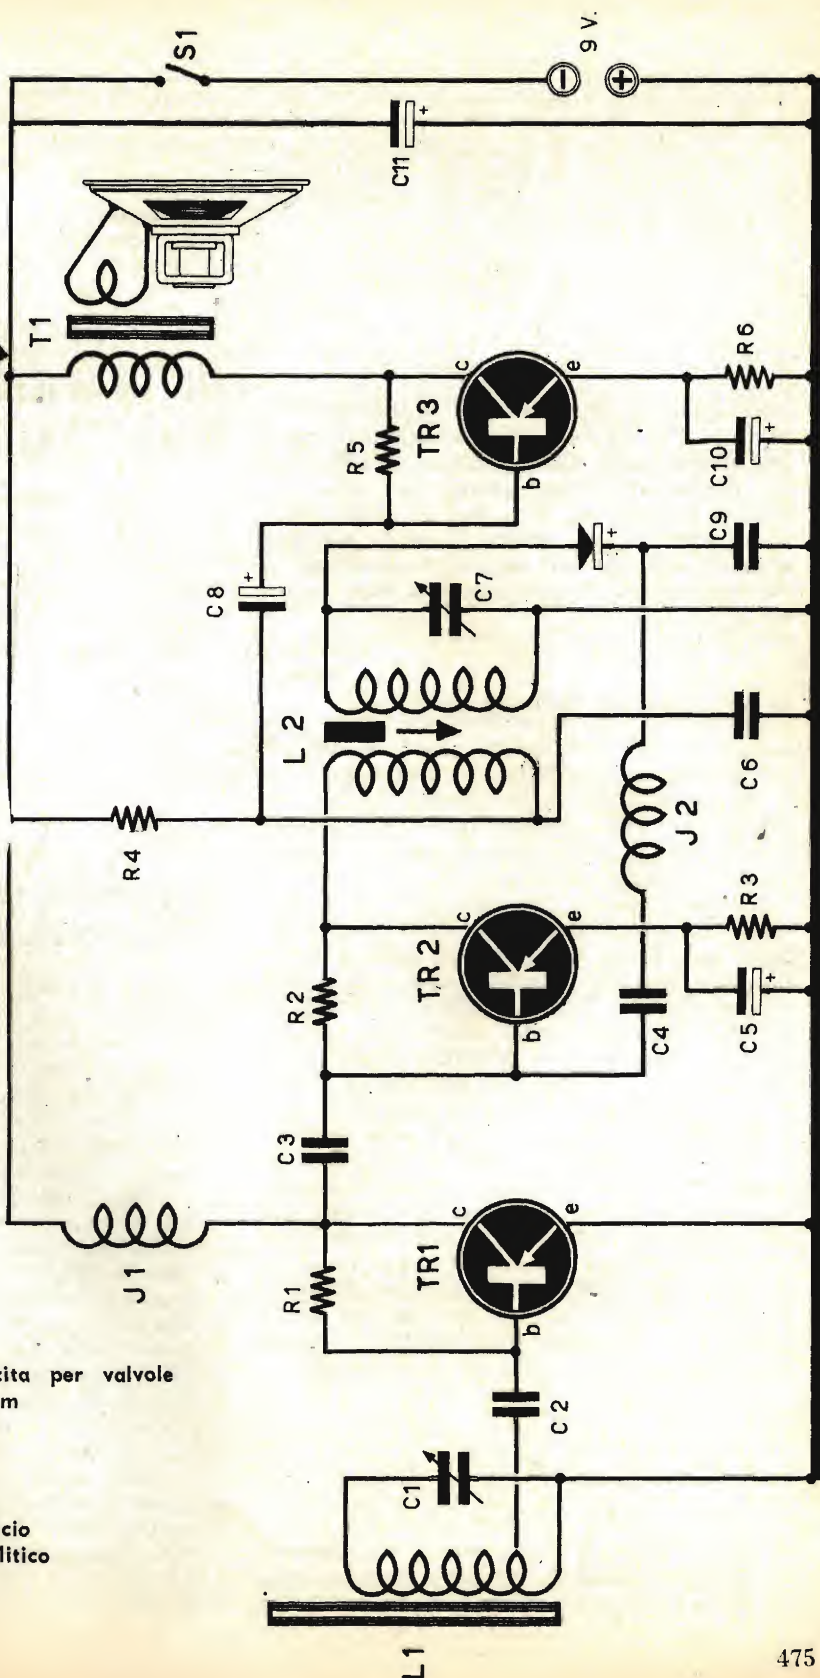 S1
9 V.
−
+
C11
+
T1
R6
c
e
TR3
R5
b
C10
+
C9
C8
+
+
C7
L2
C6
R4
J2
R3
c
e
TR2
R2
b
C4
C5
+
C3
J1
c
e
TR1
R1
b
cita per valvole
m
C2
C1
cio
litico
L1
475